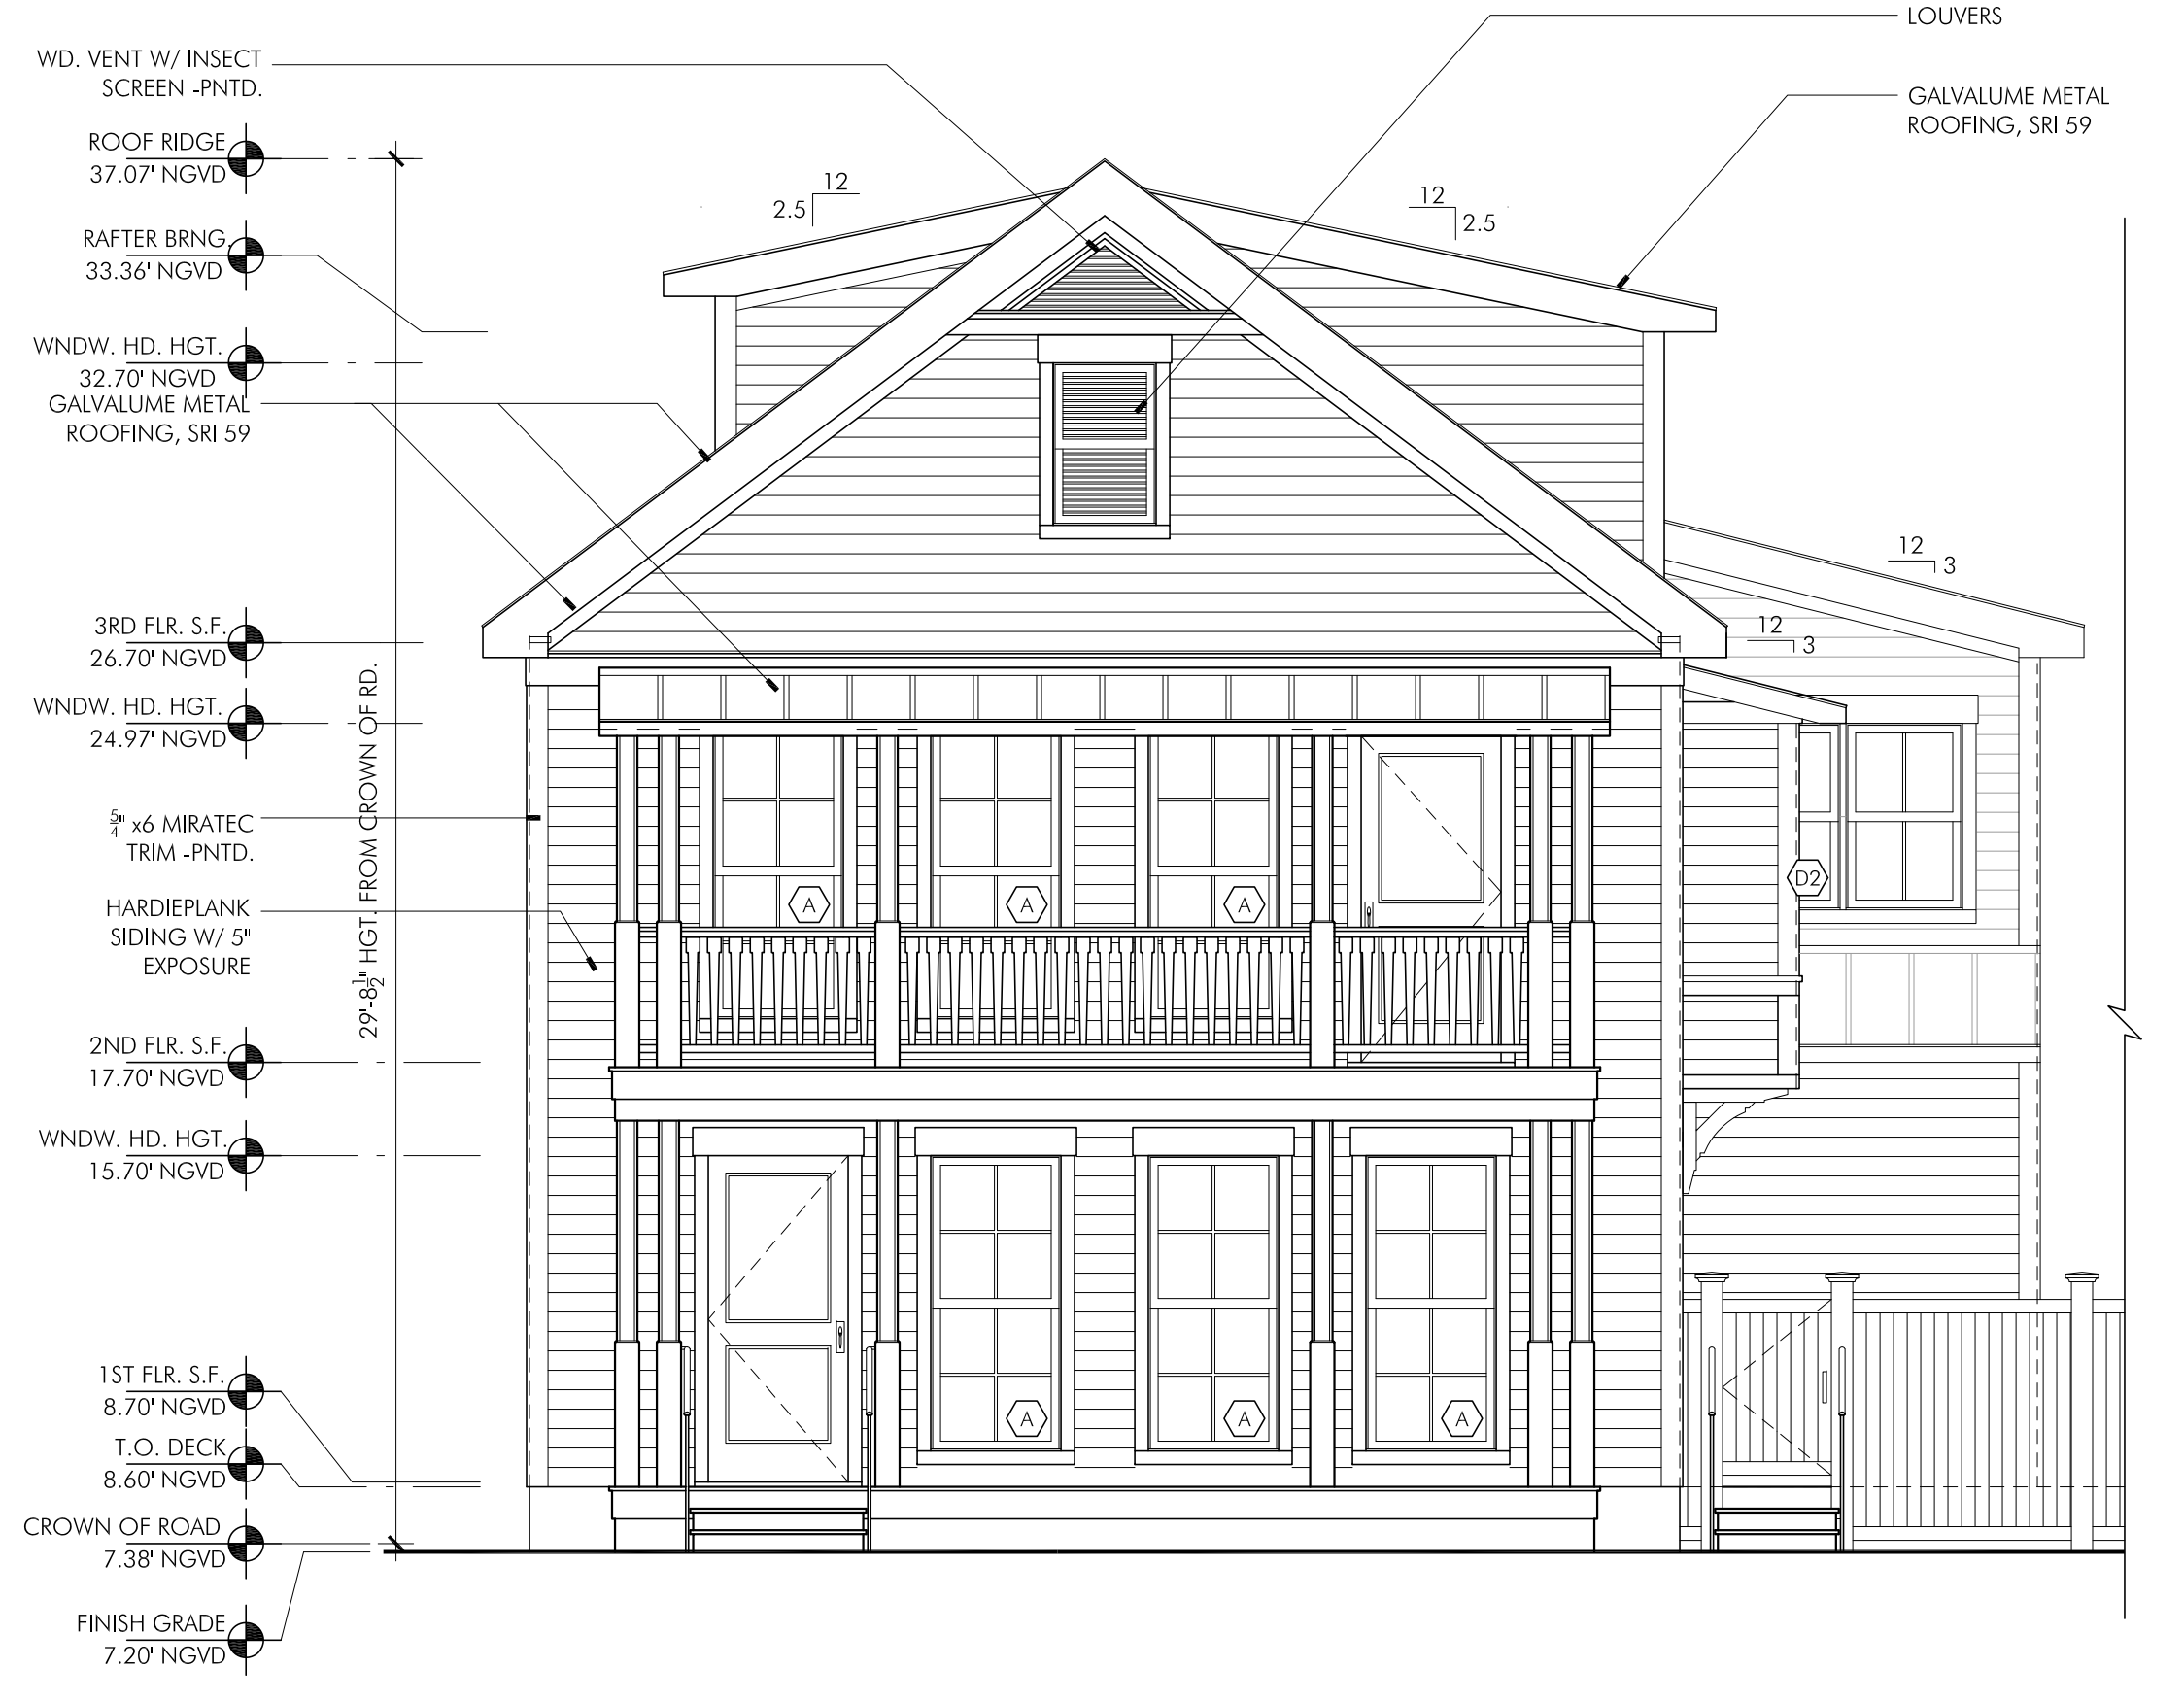 LOUVERS
WD. VENT W/ INSECT
SCREEN -PNTD.
GALVALUME METAL
ROOFING, SRI 59
ROOF RIDGE
37.07' NGVD
12
2.5
12
2.5
RAFTER BRNG.
33.36' NGVD
WNDW. HD. HGT.
32.70' NGVD
GALVALUME METAL
ROOFING, SRI 59
12
3
3RD FLR. S.F.
26.70' NGVD
12
3
WNDW. HD. HGT.
24.97' NGVD
29'-8 1/2" HGT. FROM CROWN OF RD.
5/4" x6 MIRATEC
TRIM -PNTD.
D2
A
A
A
HARDIEPLANK
SIDING W/ 5"
EXPOSURE
2ND FLR. S.F.
17.70' NGVD
WNDW. HD. HGT.
15.70' NGVD
1ST FLR. S.F.
8.70' NGVD
A
A
A
T.O. DECK
8.60' NGVD
CROWN OF ROAD
7.38' NGVD
FINISH GRADE
7.20' NGVD